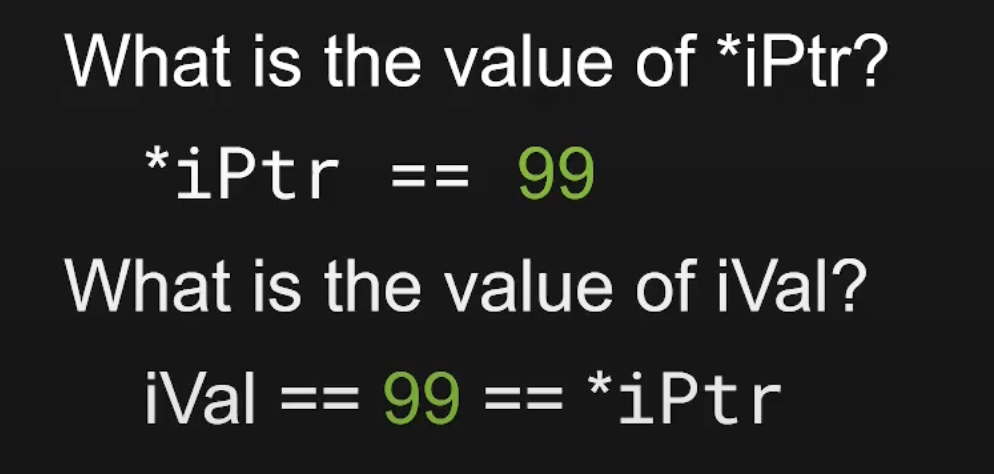 What is the value of *iPtr?
*iPtr == 99
What is the value of iVal?
iVal == 99 == *iPtr